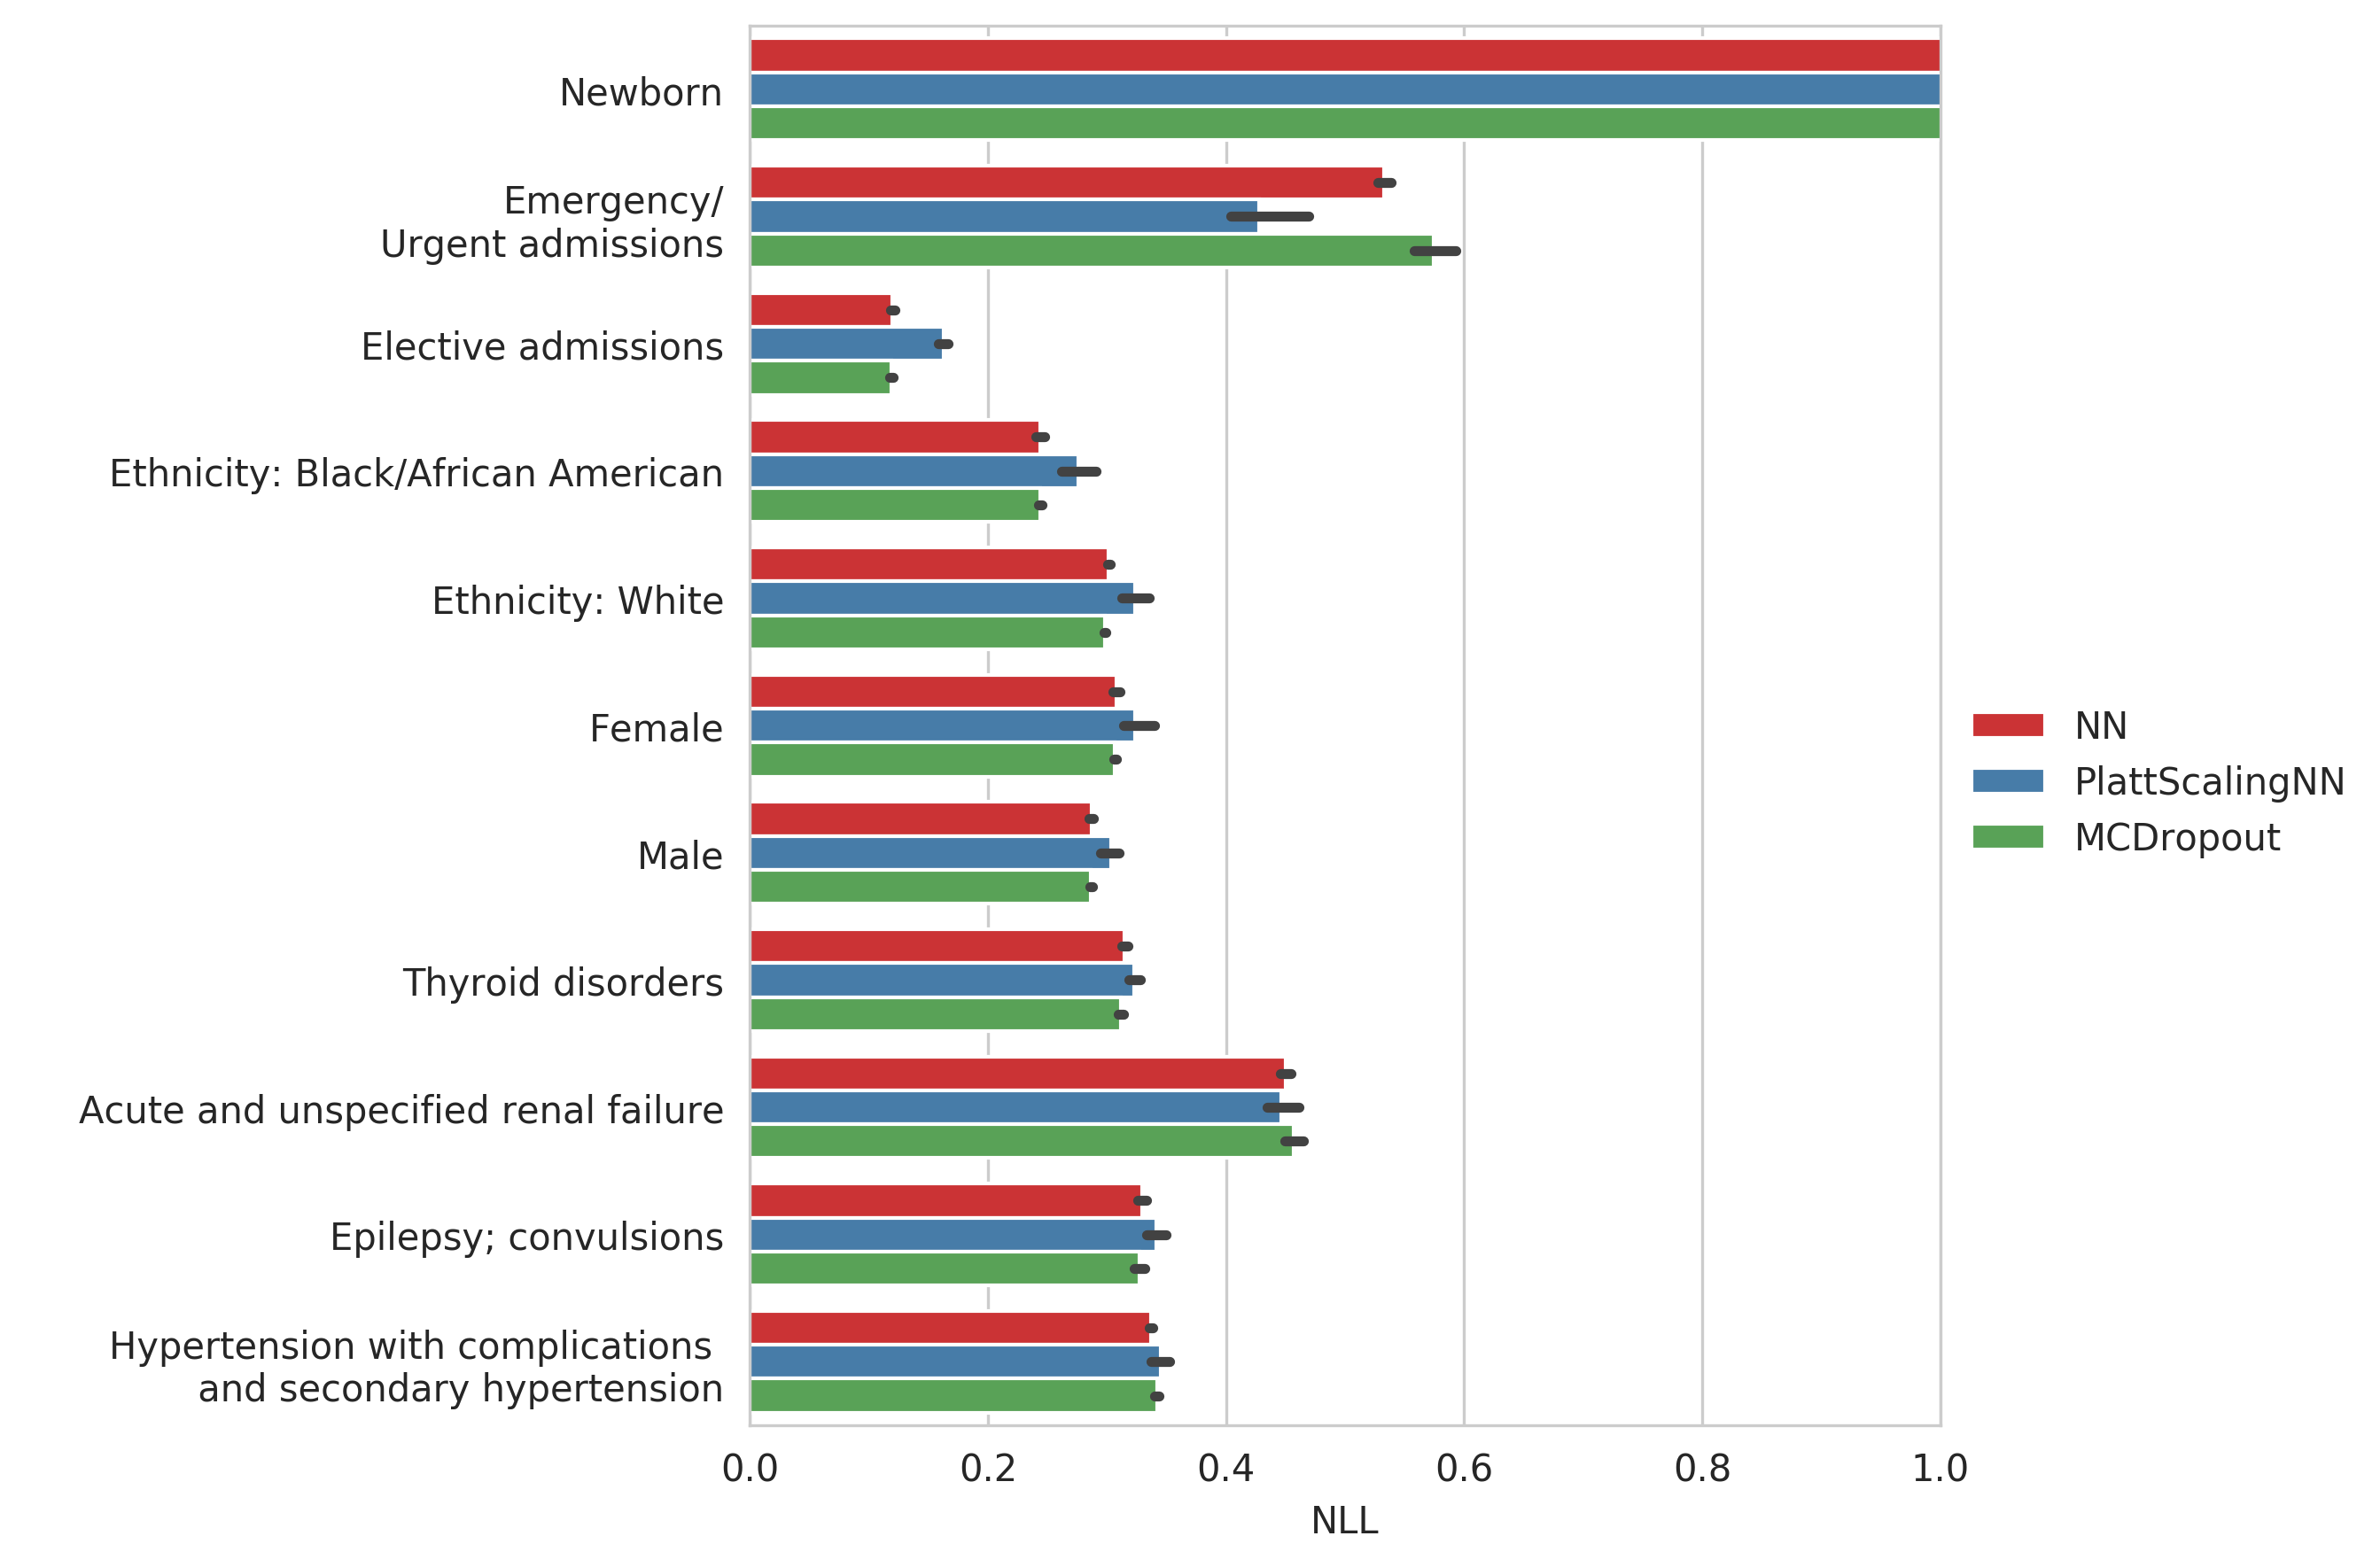 Newborn
Emergency/
Urgent admissions
Elective admissions
Ethnicity: Black/African American
Ethnicity: White
Female
Male
Thyroid disorders
Acute and unspecified renal failure
Epilepsy; convulsions
Hypertension with complications
and secondary hypertension
0.0 0.2 0.4 0.6 0.8 1.0
NLL
NN
PlattScalingNN
MCDropout